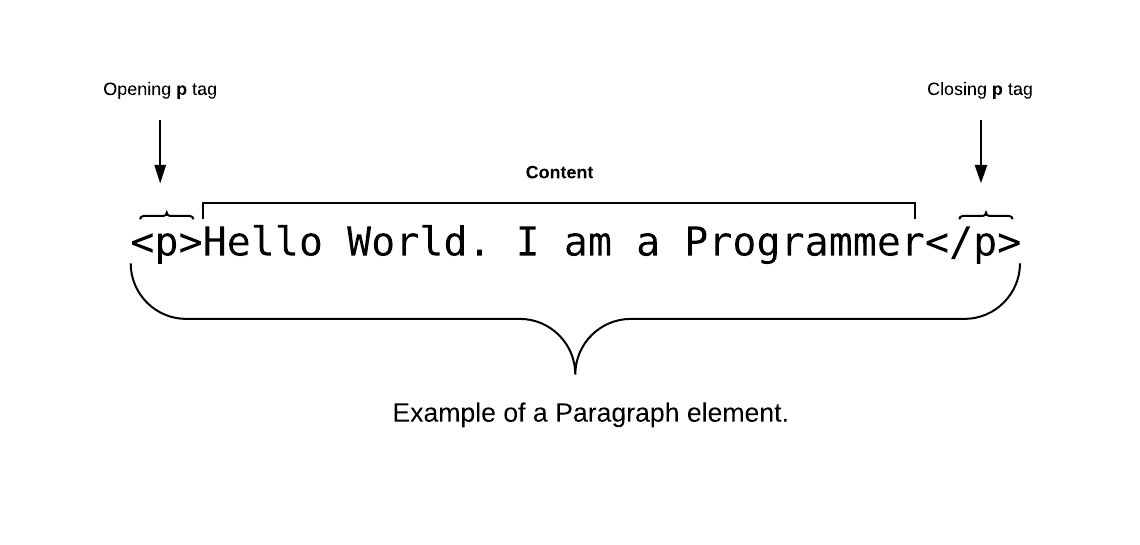 Opening p tag
Closing p tag
Content
<p>Hello World. I am a Programmer</p>
Example of a Paragraph element.